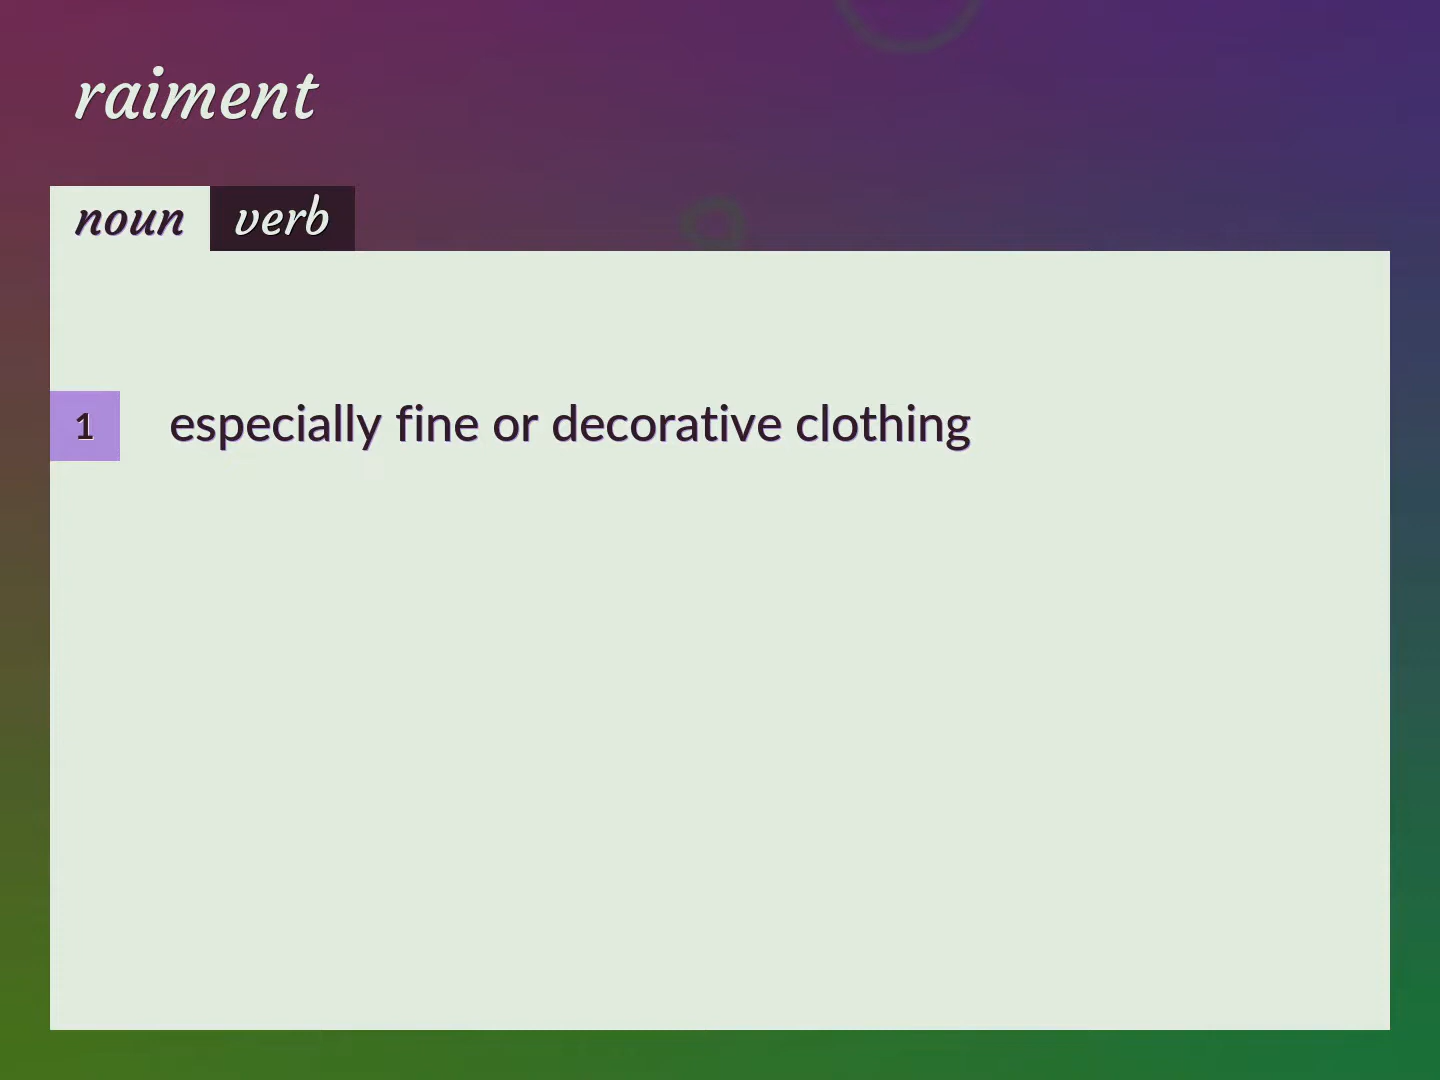 raiment
noun verb
1 especially fine or decorative clothing